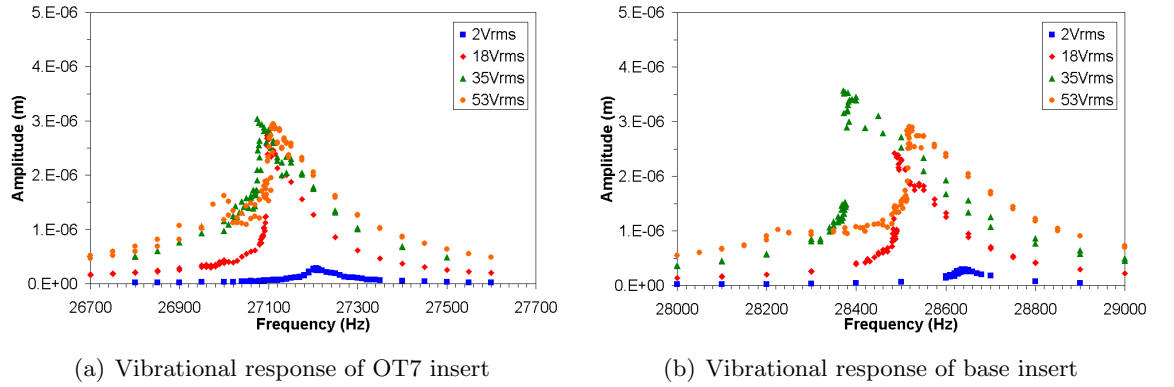 5.E-06
4.E-06
3.E-06
2.E-06
1.E-06
0.E+00
Amplitude (m)
26700 26900 27100 27300 27500 27700
Frequency (Hz)
2Vrms
18Vrms
35Vrms
53Vrms
(a) Vibrational response of OT7 insert
5.E-06
4.E-06
3.E-06
2.E-06
1.E-06
0.E+00
Amplitude (m)
28000 28200 28400 28600 28800 29000
Frequency (Hz)
2Vrms
18Vrms
35Vrms
53Vrms
(b) Vibrational response of base insert